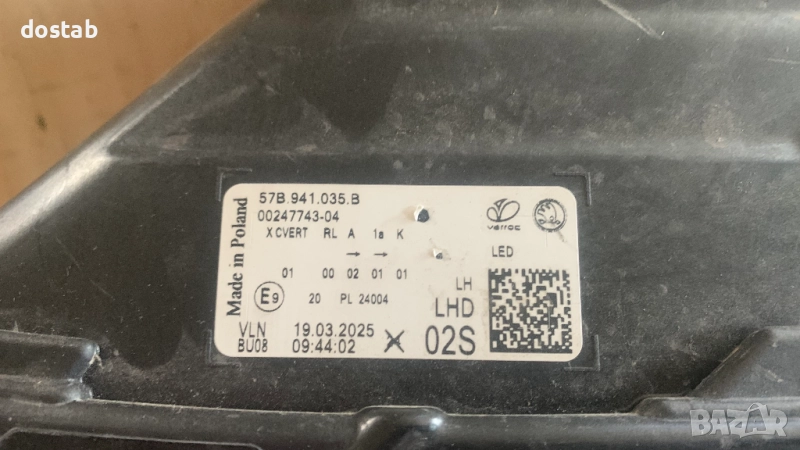 dostab
57B.941.035.B
00247743-04
X CVERT RL A 1a K
→ →
01 00 02 01 01
E9 20 PL 24004
Made in Poland
VLN 19.03.2025
BU08 09:44:02
varroc
LED
LH
LHD
02S
BAZAR